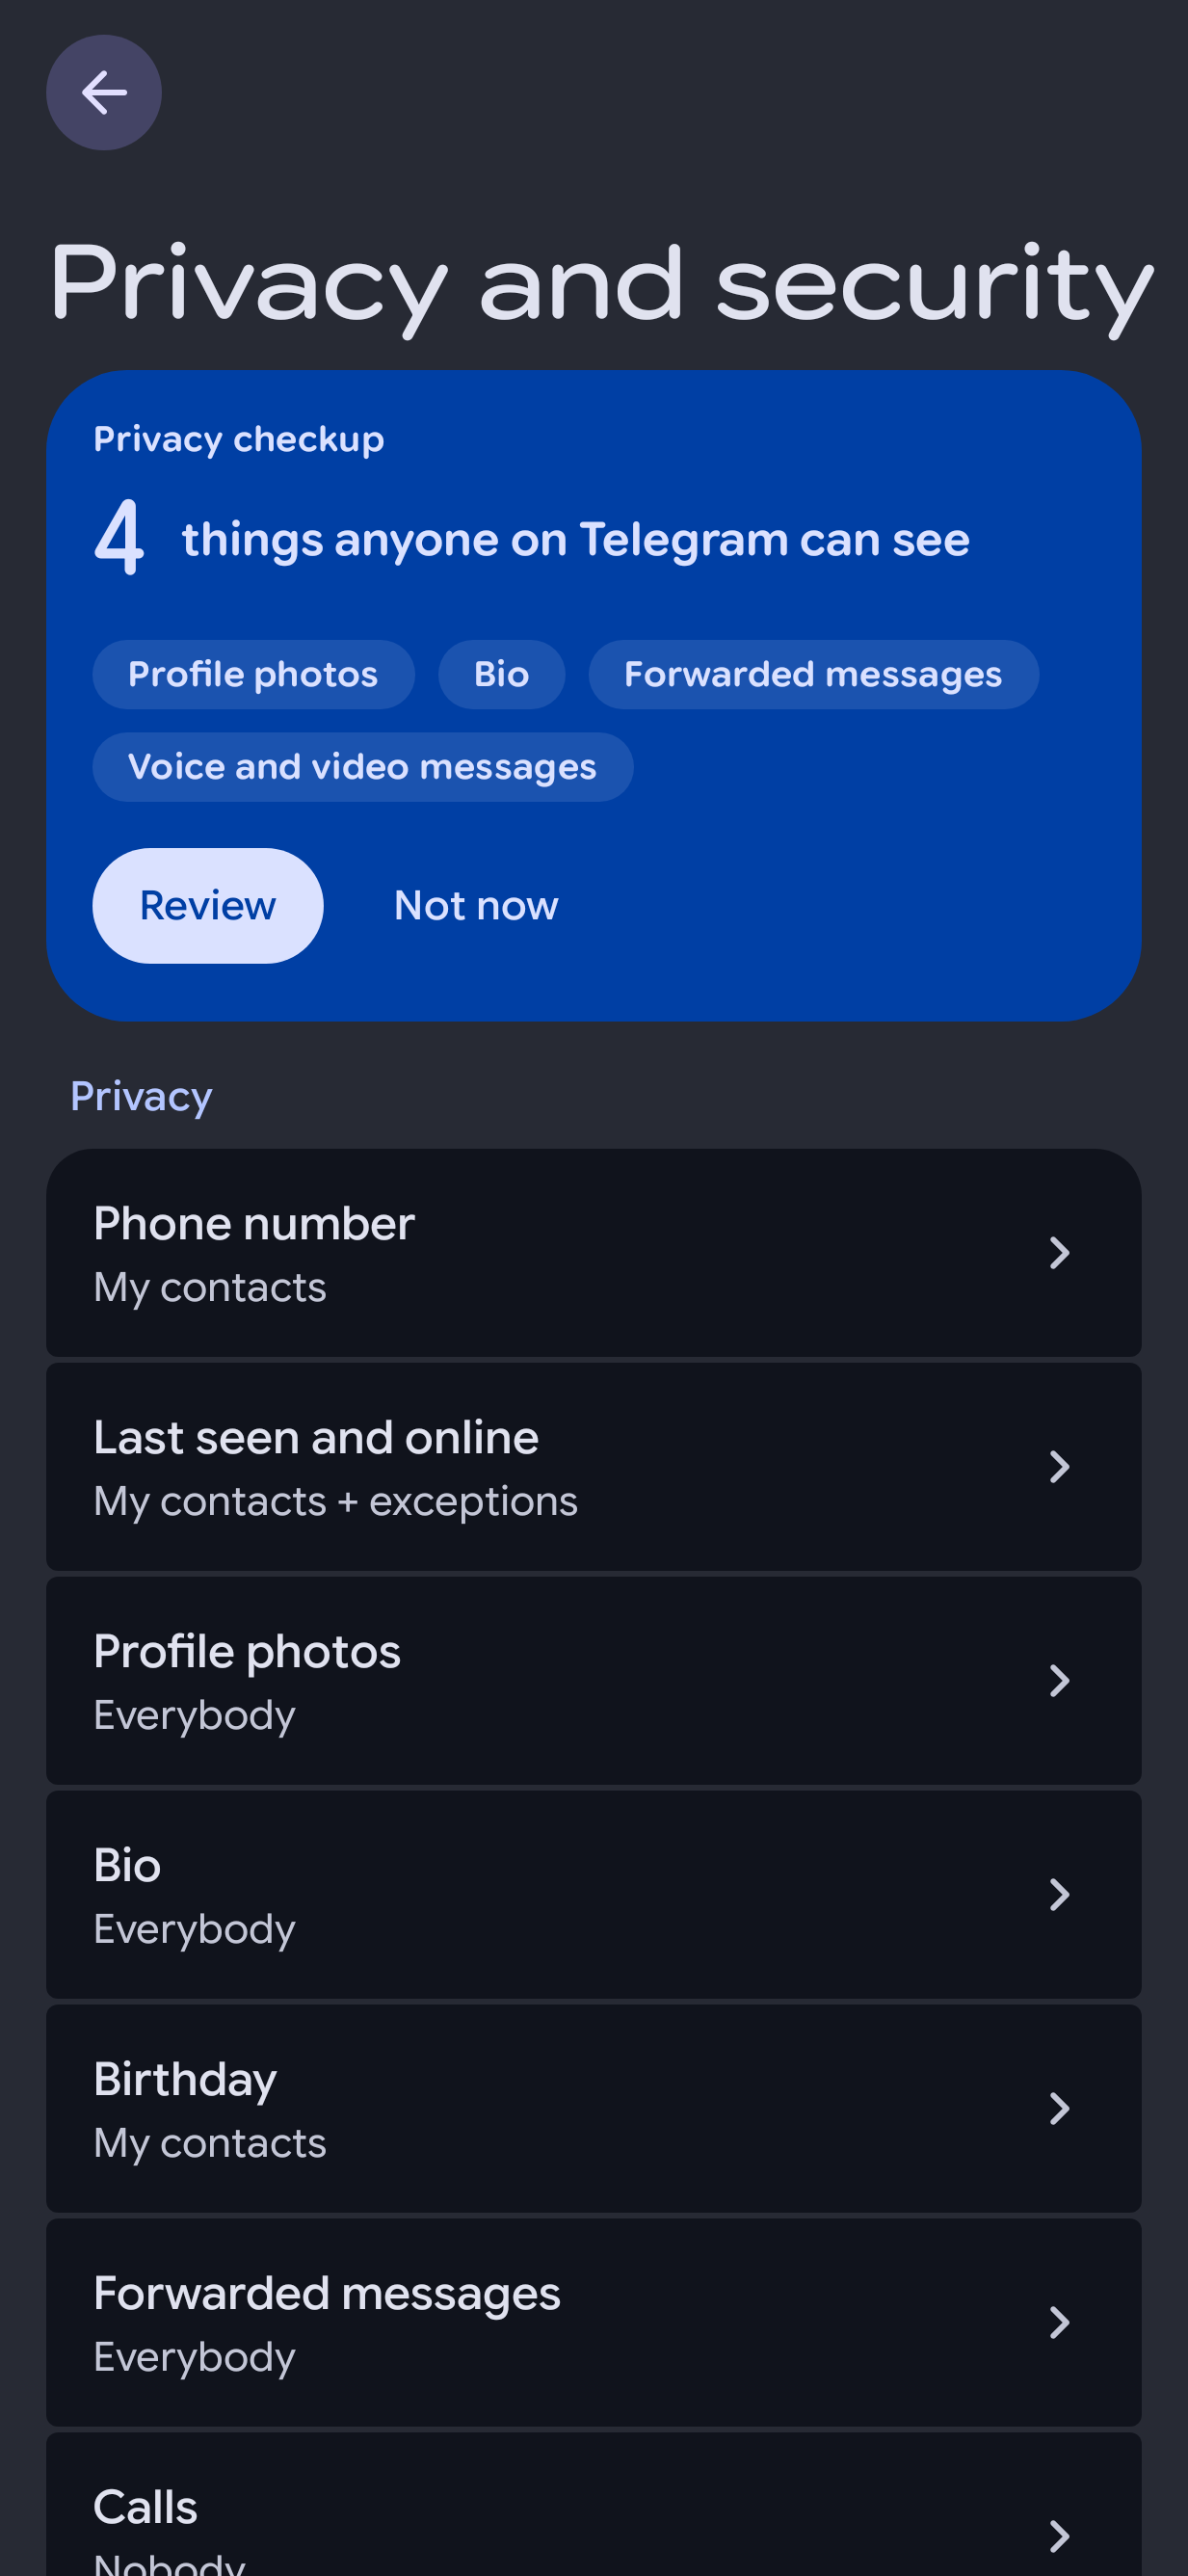 Privacy and security
Privacy checkup
4 things anyone on Telegram can see
Profile photos Bio Forwarded messages
Voice and video messages
Review Not now
Privacy
Phone number
My contacts
Last seen and online
My contacts + exceptions
Profile photos
Everybody
Bio
Everybody
Birthday
My contacts
Forwarded messages
Everybody
Calls
Nobody